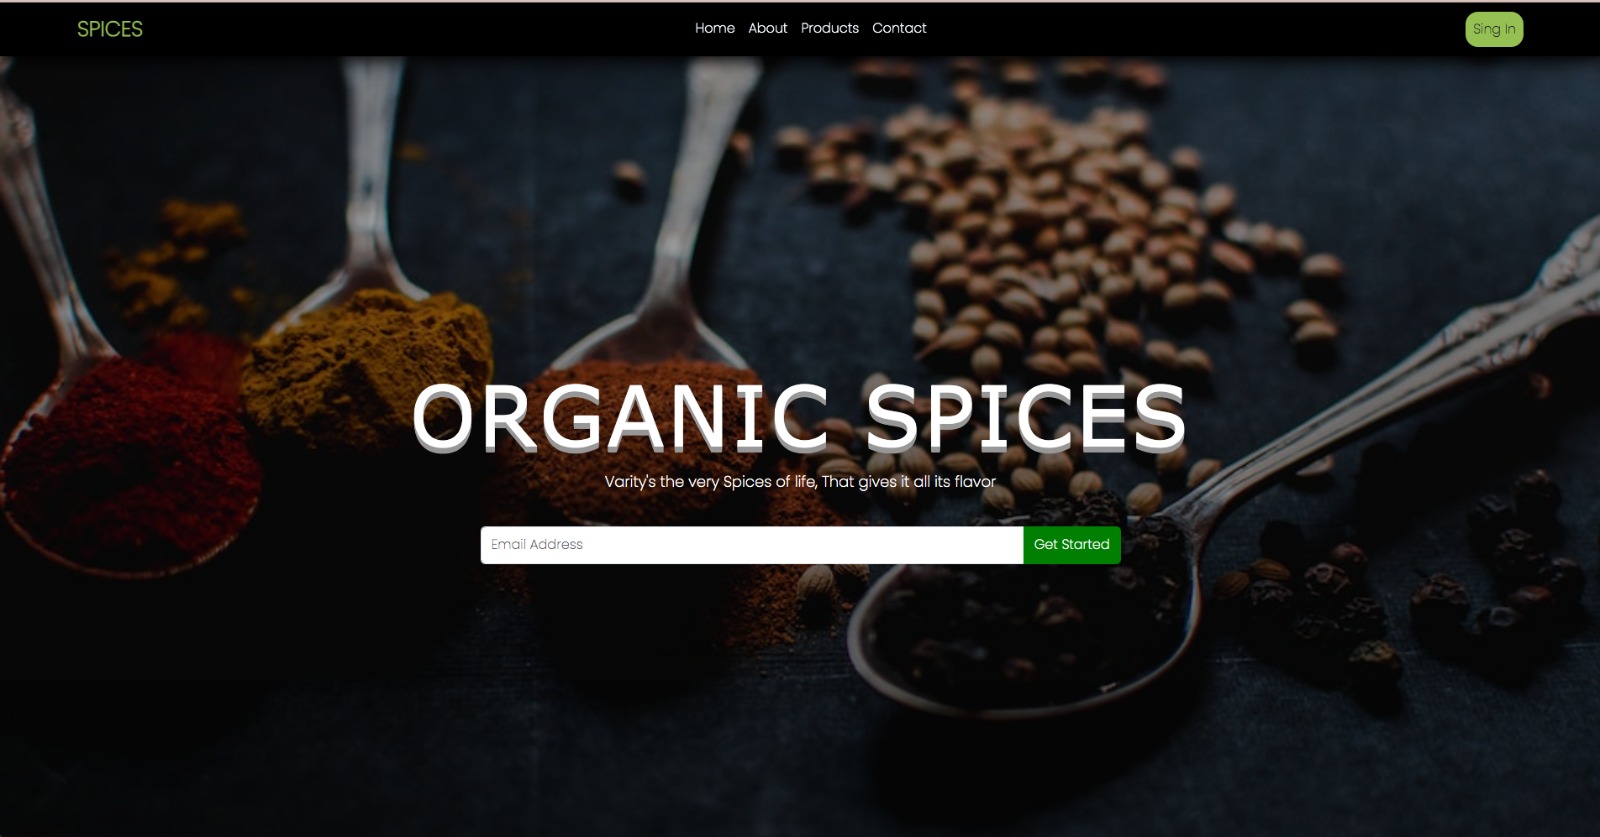 SPICES
Home About Products Contact
Sing In
ORGANIC SPICES
Varity's the very Spices of life, That gives it all its flavor
Email Address
Get Started